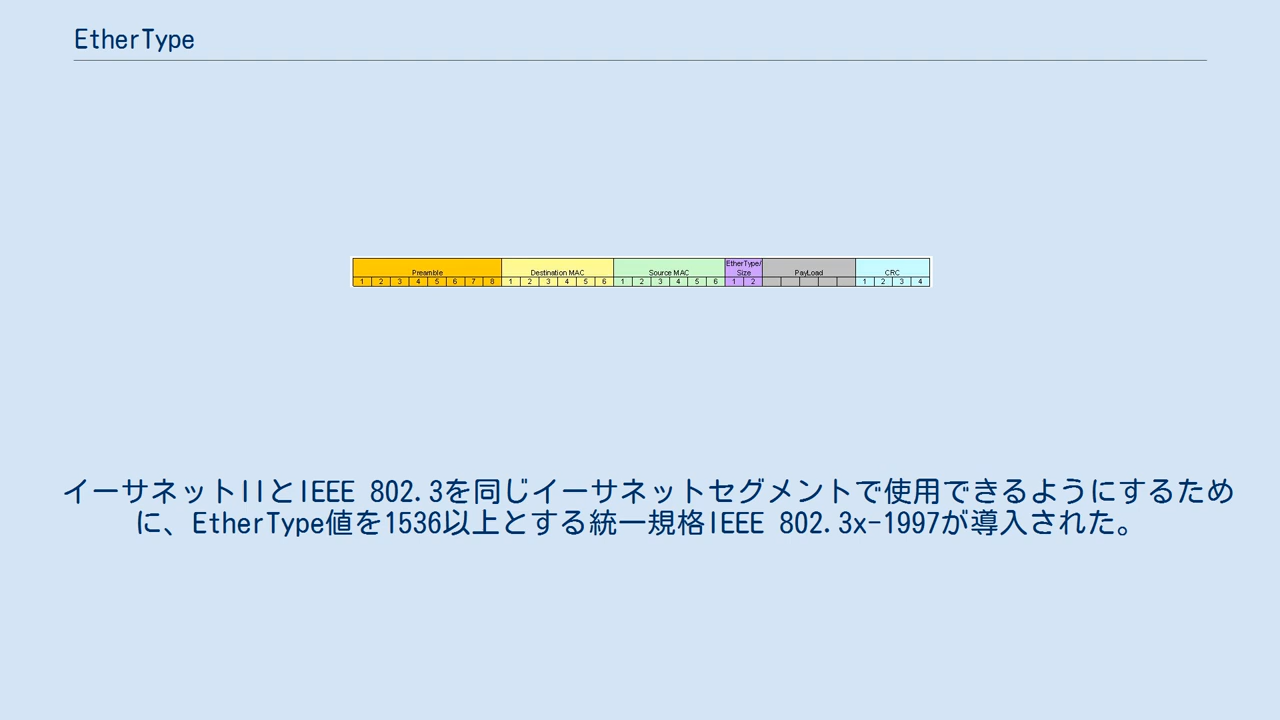 EtherType
Preamble Destination MAC Source MAC EtherType/ Size PayLoad CRC
1 2 3 4 5 6 7 8 1 2 3 4 5 6 1 2 3 4 5 6 1 2 1 2 3 4
イーサネットIIとIEEE 802.3を同じイーサネットセグメントで使用できるようにするため
に、EtherType値を1536以上とする統一規格IEEE 802.3x-1997が導入された。